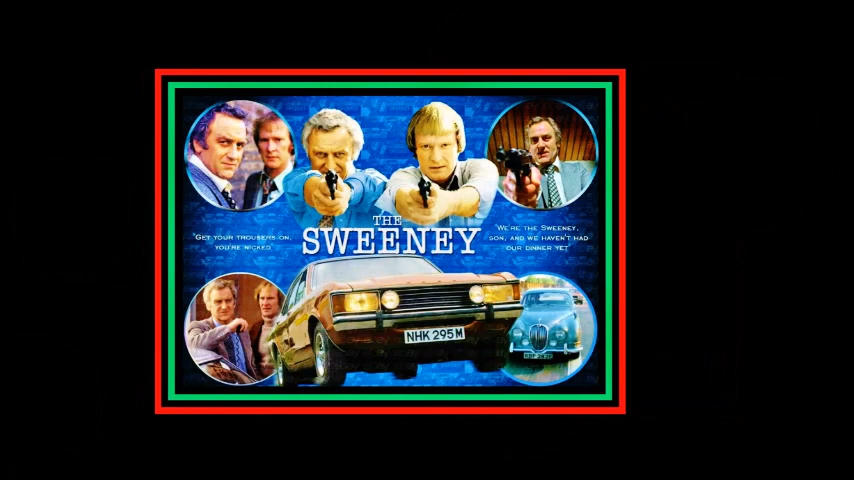 THE
SWEENEY
"Get your trousers on,
you're nicked"
"We're the Sweeney,
son, and we haven't had
our dinner yet"
NHK 295M